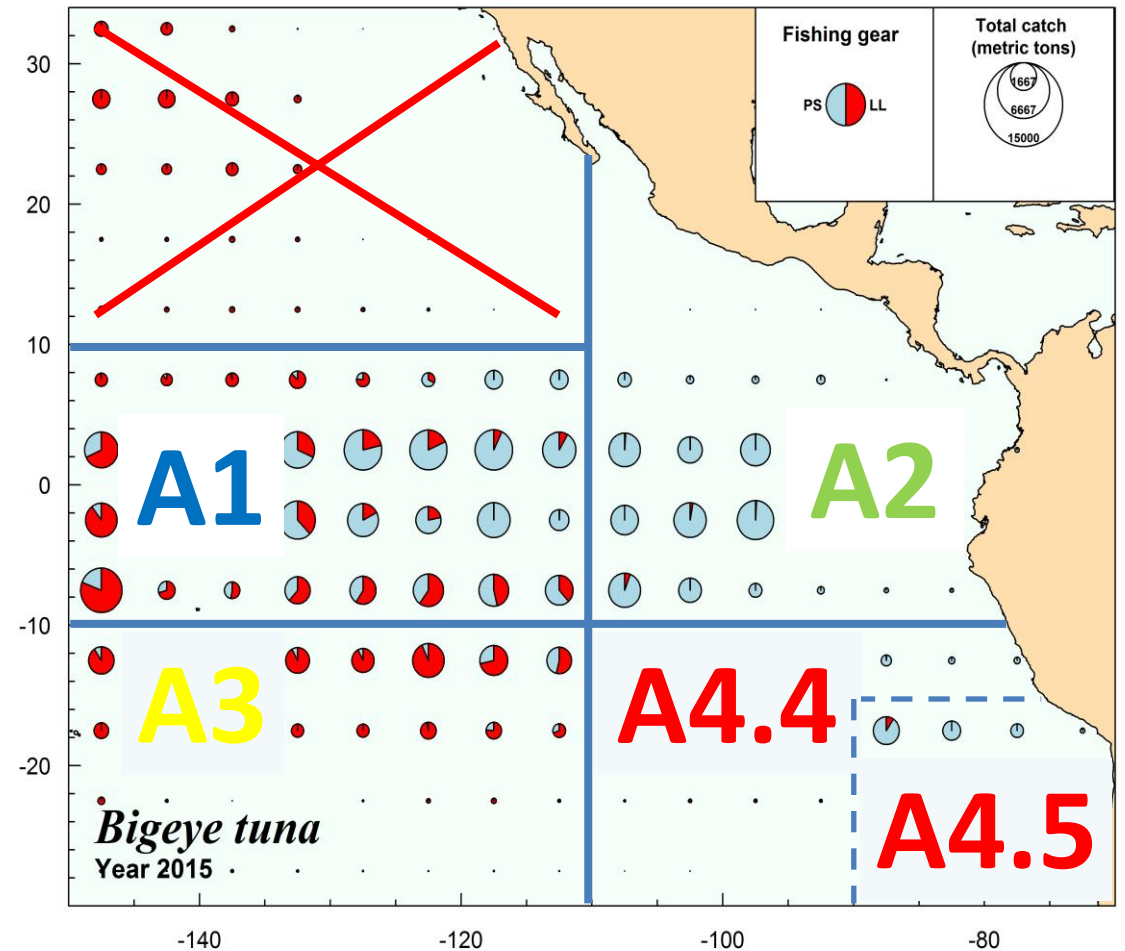 Fishing gear
PS LL
Total catch
(metric tons)
1667
6667
15000
30
20
10
0
-10
-20
A1
A2
A3
A4.4
A4.5
Bigeye tuna
Year 2015
-140 -120 -100 -80